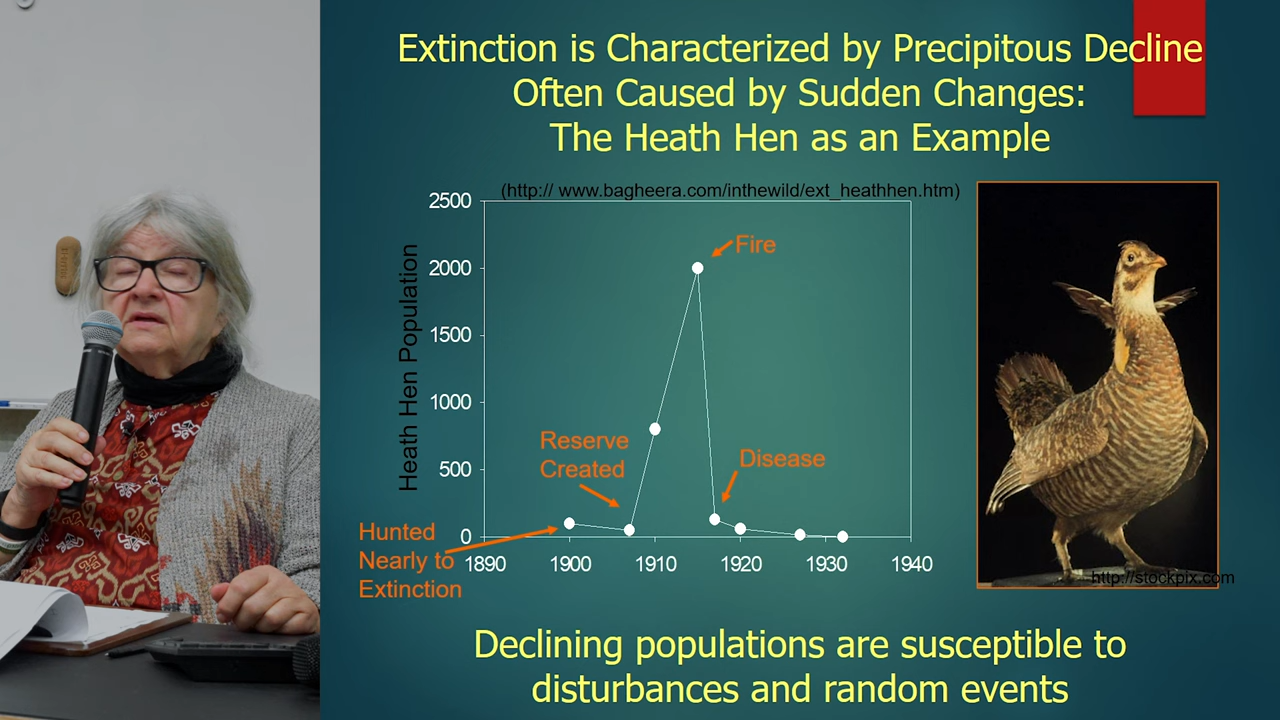 Extinction is Characterized by Precipitous Decline
Often Caused by Sudden Changes:
The Heath Hen as an Example
(http:// www.bagheera.com/inthewild/ext_heathhen.htm)
Heath Hen Population
2500
2000
1500
1000
500
0
1890
1900
1910
1920
1930
1940
Fire
Reserve
Created
Disease
Hunted
Nearly to
Extinction
http://stockpix.com
Declining populations are susceptible to
disturbances and random events